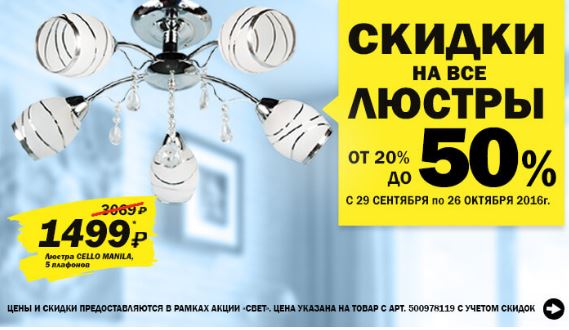 СКИДКИ
НА ВСЕ
ЛЮСТРЫ
ОТ 20%
ДО 50%
С 29 СЕНТЯБРЯ по 26 ОКТЯБРЯ 2016г.
3069₽
1499₽*
Люстра CELLO MANILA,
5 плафонов
ЦЕНЫ И СКИДКИ ПРЕДОСТАВЛЯЮТСЯ В РАМКАХ АКЦИИ «СВЕТ». ЦЕНА УКАЗАНА НА ТОВАР С АРТ. 500978119 С УЧЕТОМ СКИДОК